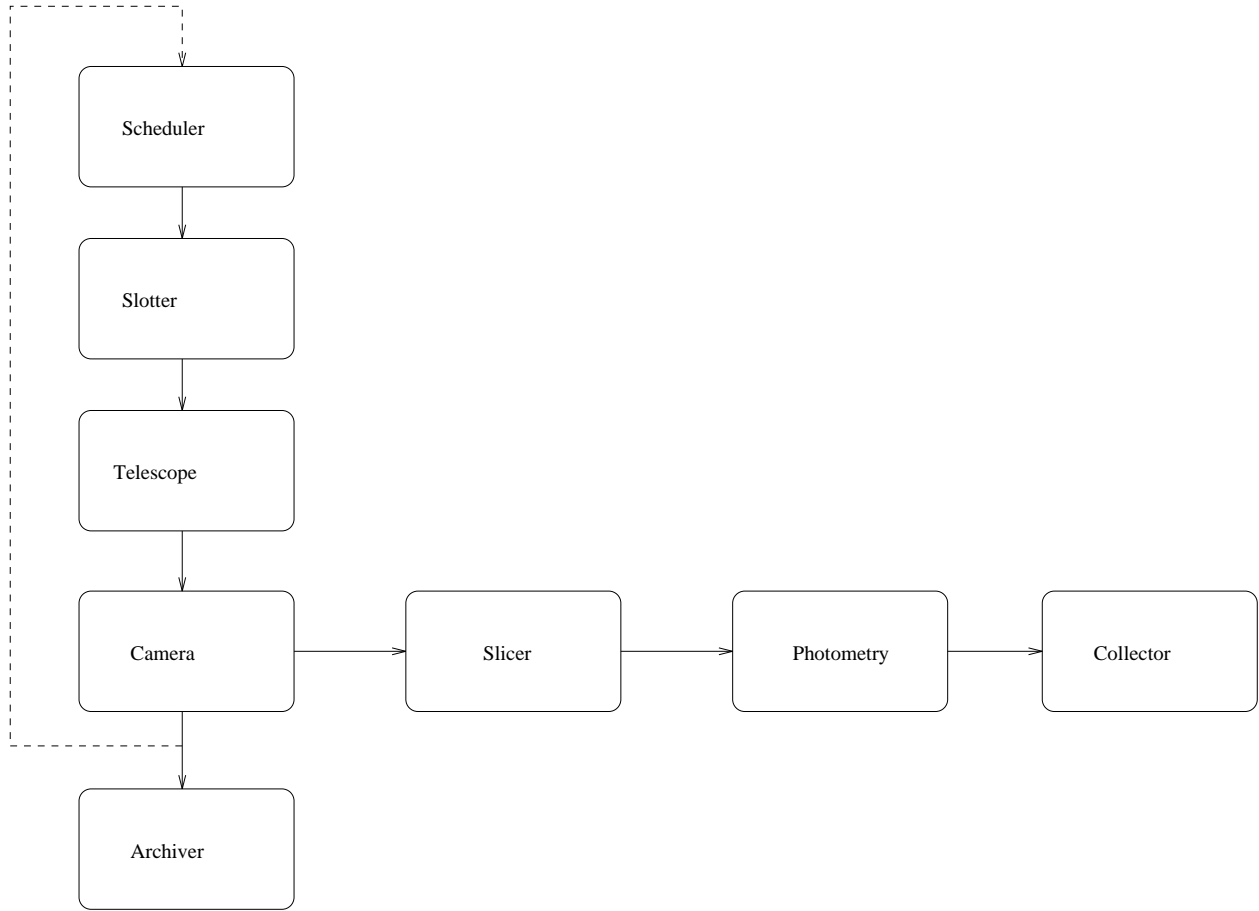 Scheduler
Slotter
Telescope
Camera
Slicer
Photometry
Collector
Archiver